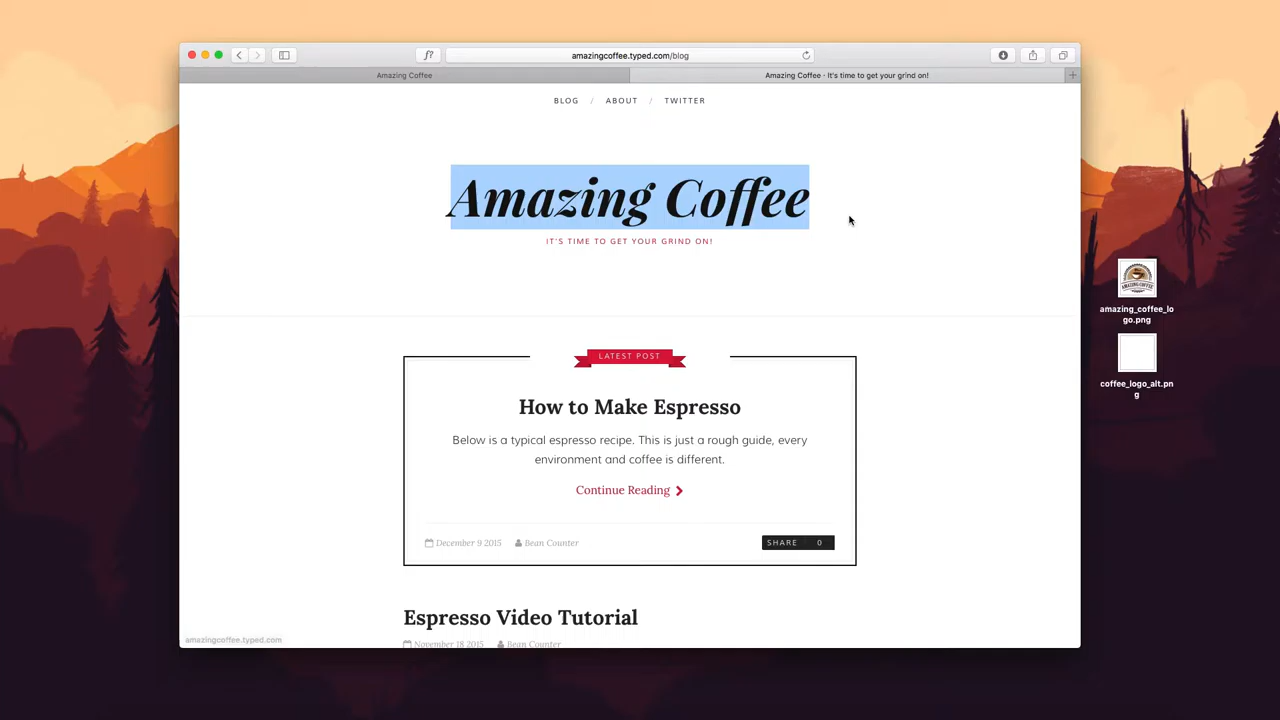 f?
amazingcoffee.typed.com/blog
Amazing Coffee
Amazing Coffee - It's time to get your grind on!
BLOG / ABOUT / TWITTER
Amazing Coffee
IT'S TIME TO GET YOUR GRIND ON!
AMAZING COFFEE
amazing_coffee_lo
go.png
coffee_logo_alt.pn
g
LATEST POST
How to Make Espresso
Below is a typical espresso recipe. This is just a rough guide, every
environment and coffee is different.
Continue Reading
December 9 2015 Bean Counter SHARE 0
Espresso Video Tutorial
November 18 2015 Bean Counter
amazingcoffee.typed.com